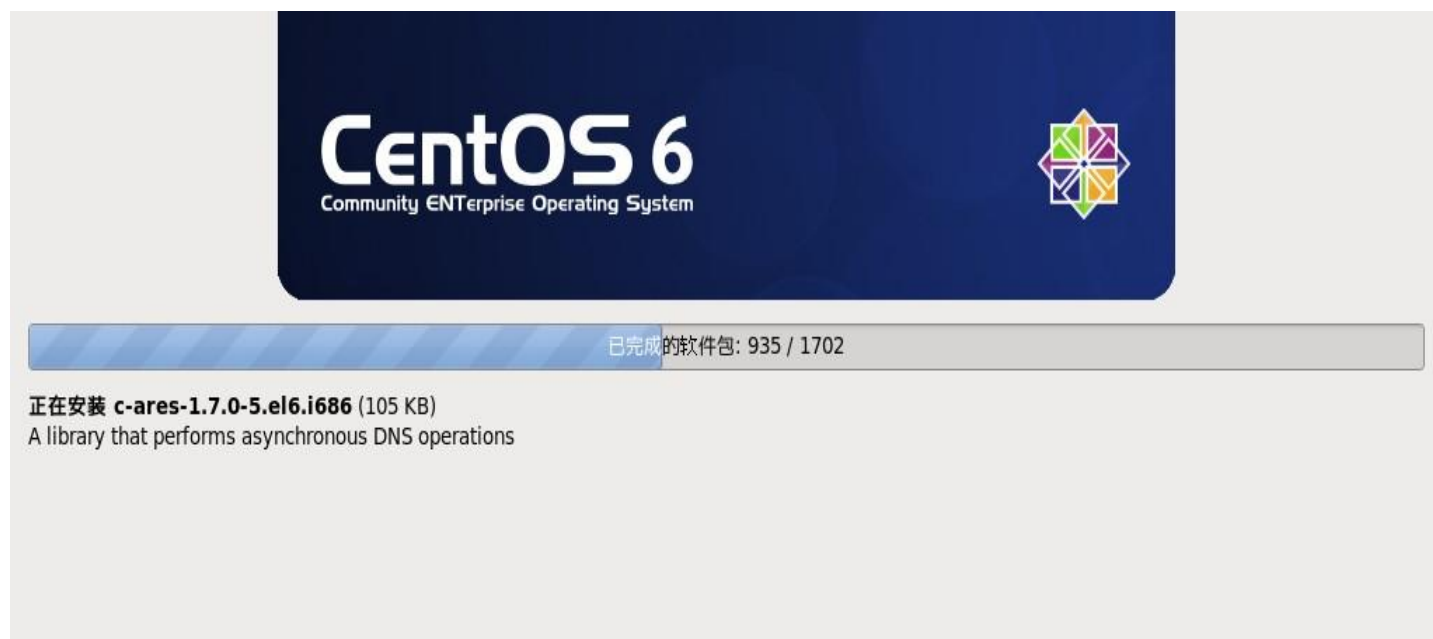 CentOS 6
Community ENTerprise Operating System
已完成的软件包: 935 / 1702
正在安装 c-ares-1.7.0-5.el6.i686 (105 KB)
A library that performs asynchronous DNS operations